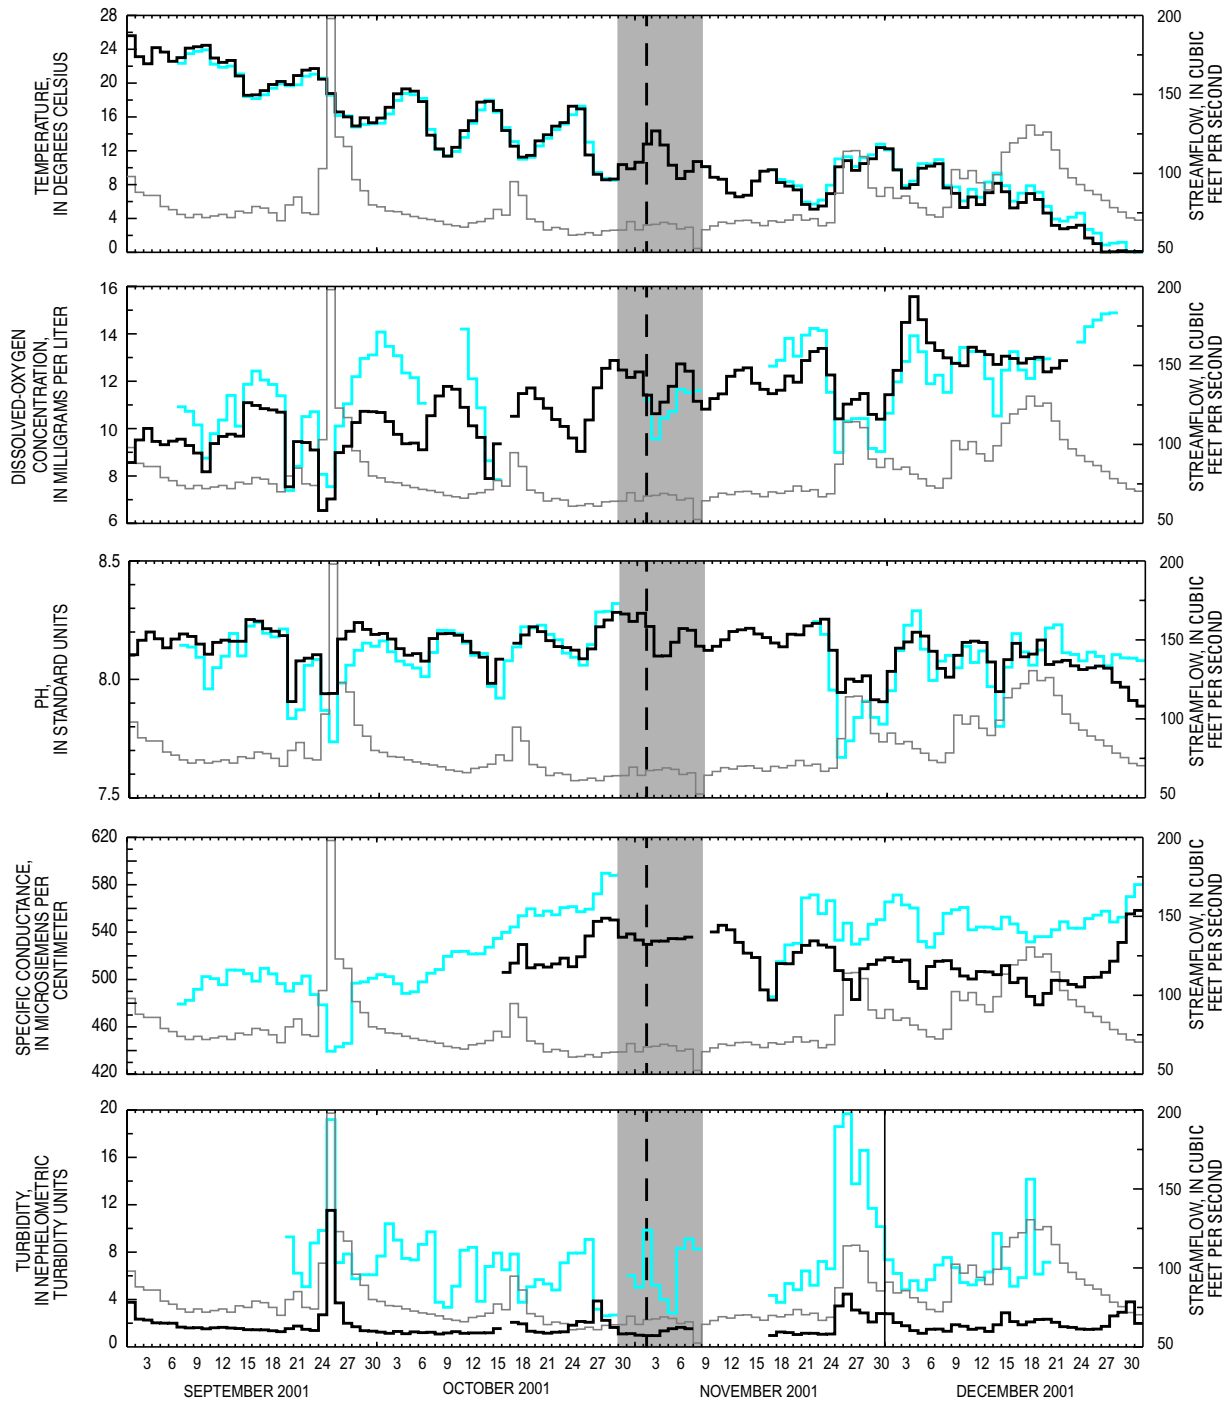 TEMPERATURE,
IN DEGREES CELSIUS
28
24
20
16
12
8
4
0
200
150
100
50
STREAMFLOW, IN CUBIC
FEET PER SECOND
DISSOLVED-OXYGEN
CONCENTRATION,
IN MILLIGRAMS PER LITER
16
14
12
10
8
6
200
150
100
50
STREAMFLOW, IN CUBIC
FEET PER SECOND
PH,
IN STANDARD UNITS
8.5
8.0
7.5
200
150
100
50
STREAMFLOW, IN CUBIC
FEET PER SECOND
SPECIFIC CONDUCTANCE,
IN MICROSIEMENS PER
CENTIMETER
620
580
540
500
460
420
200
150
100
50
STREAMFLOW, IN CUBIC
FEET PER SECOND
TURBIDITY,
IN NEPHELOMETRIC
TURBIDITY UNITS
20
16
12
8
4
0
200
150
100
50
STREAMFLOW, IN CUBIC
FEET PER SECOND
3 6 9 12 15 18 21 24 27 30 3 6 9 12 15 18 21 24 27 30 3 6 9 12 15 18 21 24 27 30 3 6 9 12 15 18 21 24 27 30
SEPTEMBER 2001 OCTOBER 2001 NOVEMBER 2001 DECEMBER 2001